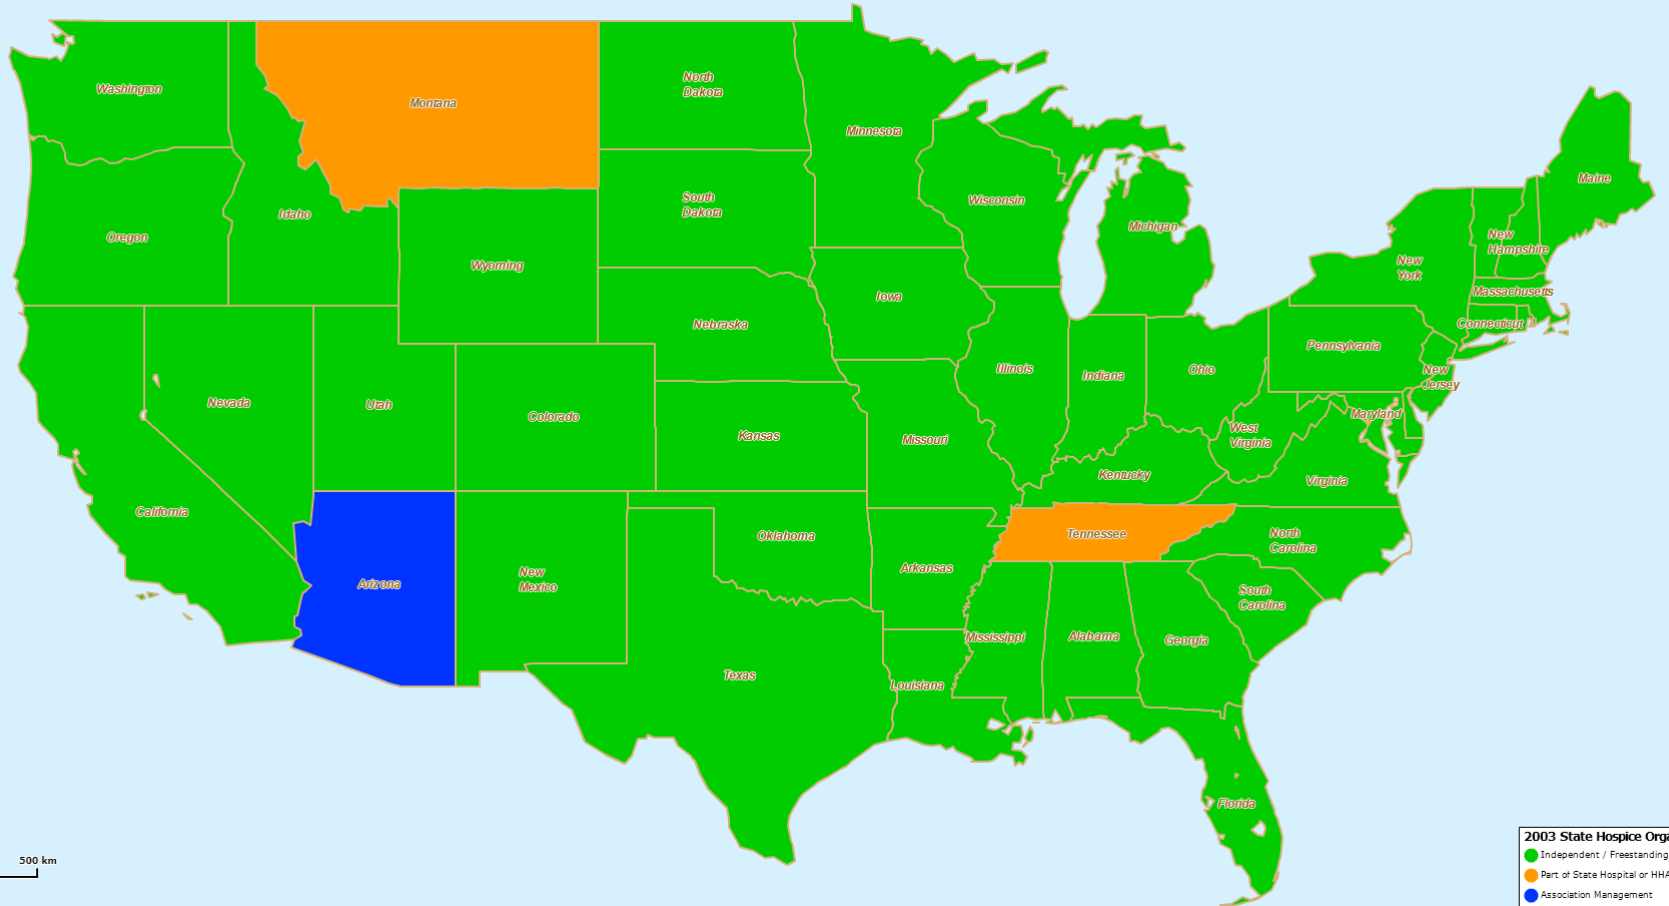 Washington
Montana
North
Dakota
Minnesota
Maine
Oregon
Idaho
South
Dakota
Wisconsin
Michigan
New
Hampshire
Wyoming
New
York
Iowa
Massachusetts
Nebraska
Connecticut
Pennsylvania
Illinois
Indiana
Ohio
New
Jersey
Nevada
Utah
Colorado
Maryland
Kansas
Missouri
West
Virginia
Kentucky
Virginia
California
Oklahoma
Tennessee
North
Carolina
Arizona
New
Mexico
Arkansas
South
Carolina
Mississippi
Alabama
Georgia
Texas
Louisiana
Florida
500 km
2003 State Hospice Orga
Independent / Freestanding
Part of State Hospital or HHA
Association Management